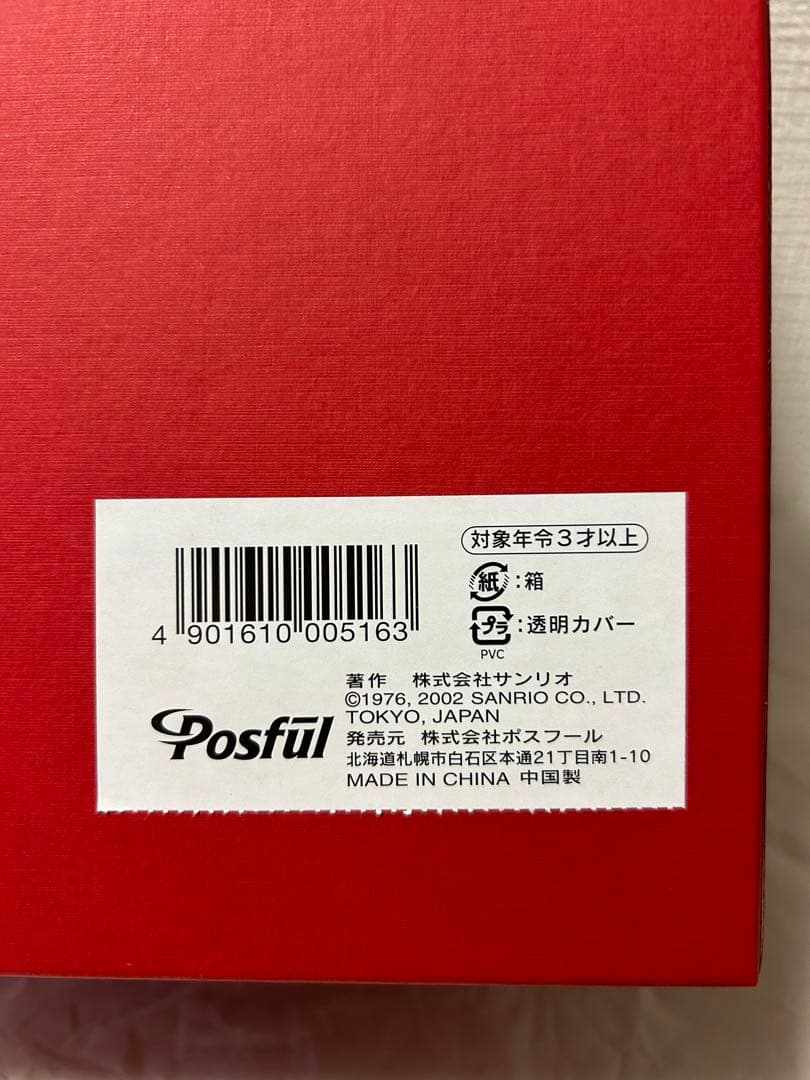 対象年令3才以上
紙:箱
プラ:透明カバー
PVC
4 901610 005163
著作 株式会社サンリオ
©1976, 2002 SANRIO CO., LTD.
TOKYO, JAPAN
Posfūl
発売元 株式会社ポスフール
北海道札幌市白石区本通21丁目南1-10
MADE IN CHINA 中国製